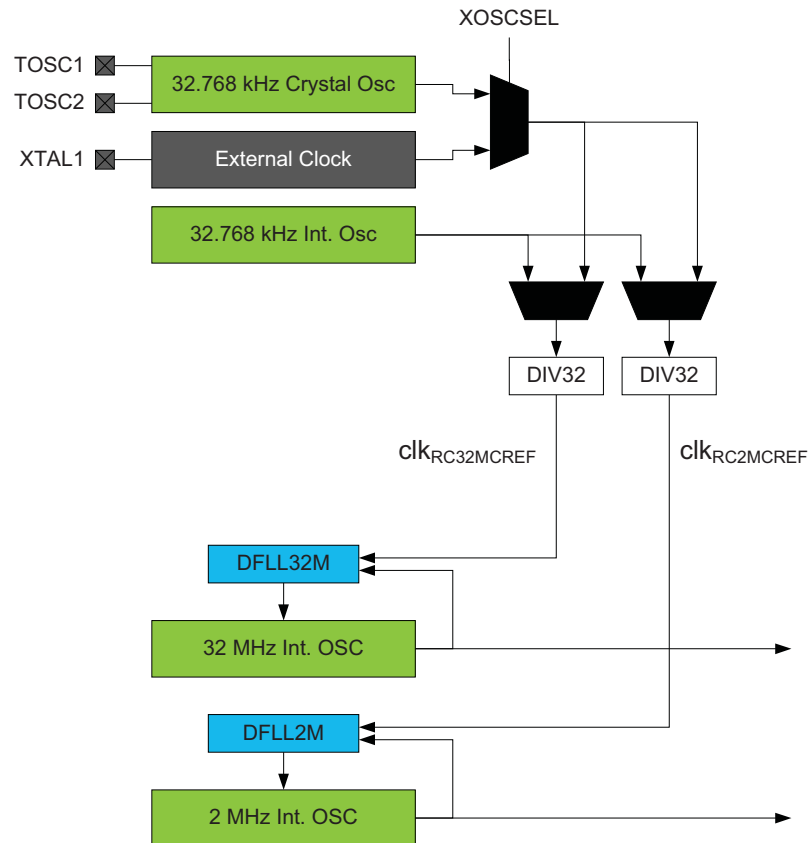 XOSCSEL
TOSC1
32.768 kHz Crystal Osc
TOSC2
XTAL1
External Clock
32.768 kHz Int. Osc
DIV32
DIV32
clkRC32MCREF
clkRC2MCREF
DFLL32M
32 MHz Int. OSC
DFLL2M
2 MHz Int. OSC